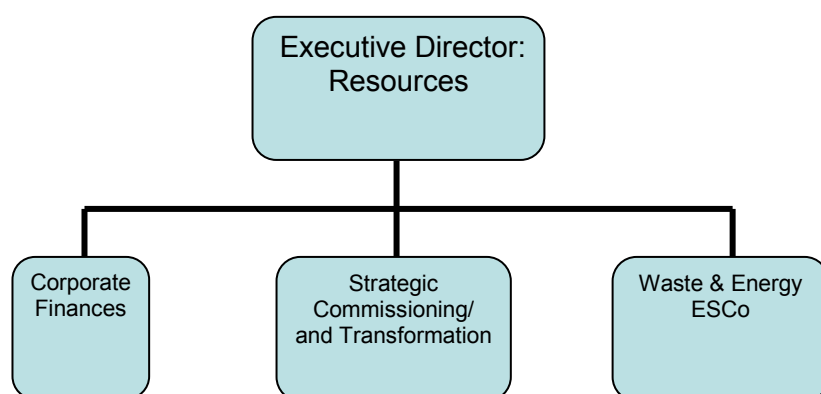 Executive Director:
Resources
Corporate
Finances
Strategic
Commissioning/
and Transformation
Waste & Energy
ESCo